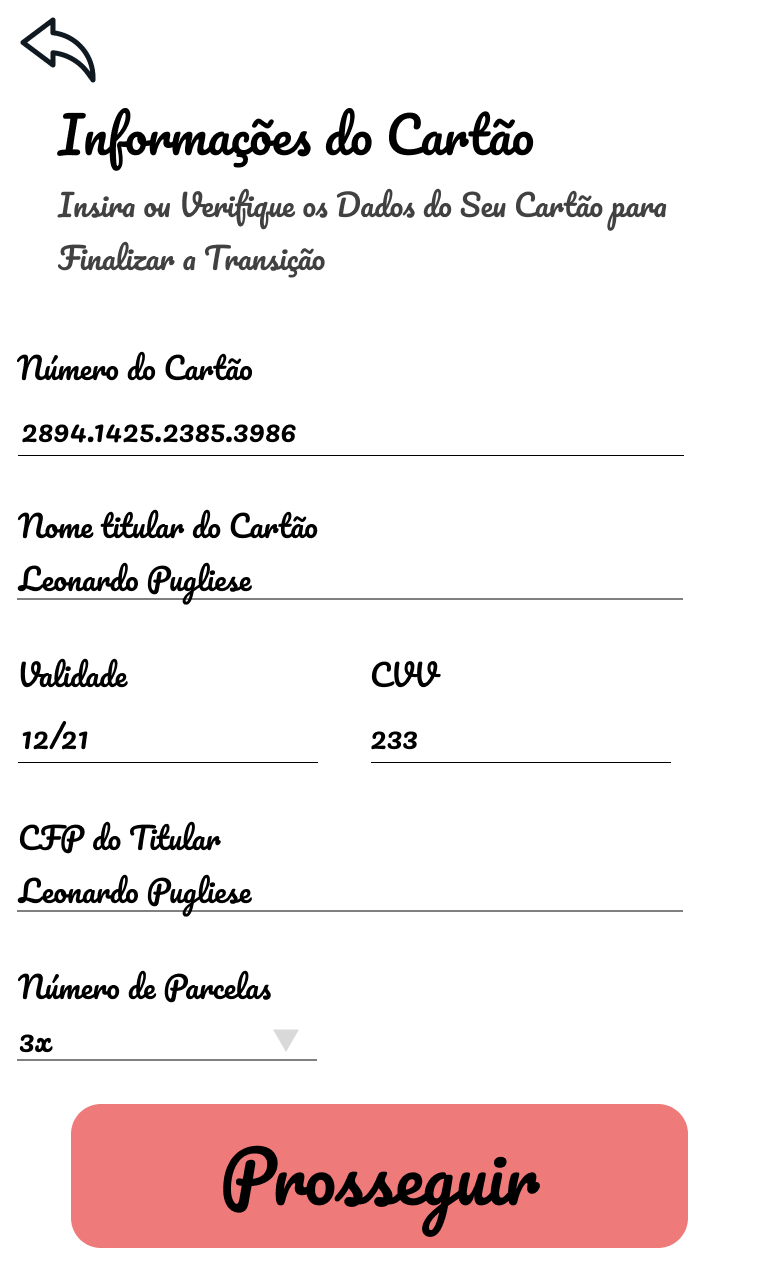 Informações do Cartão
Insira ou Verifique os Dados do Seu Cartão para
Finalizar a Transição
Número do Cartão
2894.1425.2385.3986
Nome titular do Cartão
Leonardo Pugliese
Validade CVV
12/21 233
CFP do Titular
Leonardo Pugliese
Número de Parcelas
3x
Prosseguir